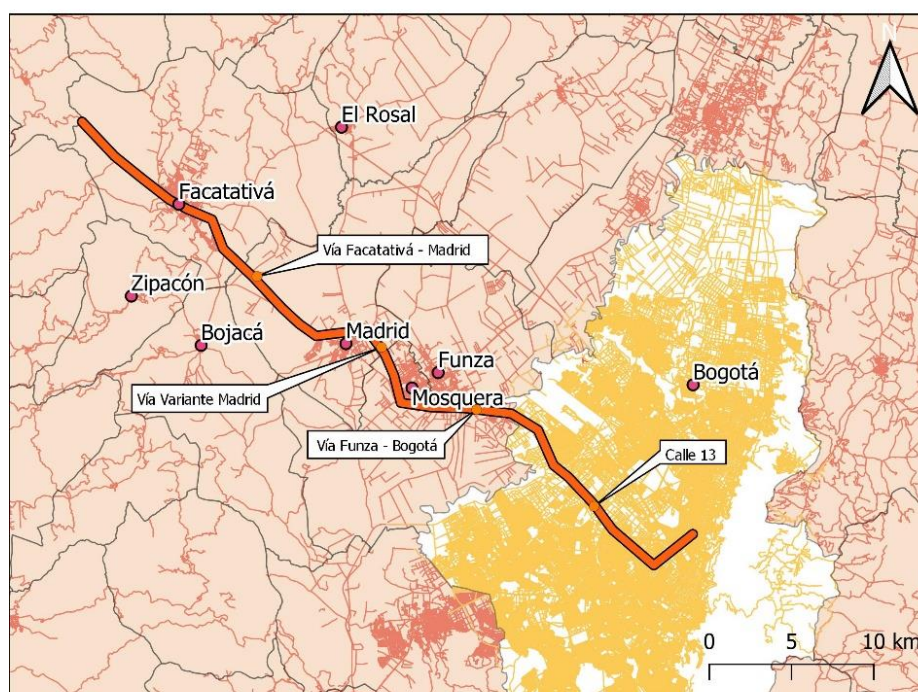 N
El Rosal
Facatativá
Vía Facatativá - Madrid
Zipacón
Bojacá
Madrid
Funza
Bogotá
Vía Variante Madrid
Mosquera
Vía Funza - Bogotá
Calle 13
0 5 10 km